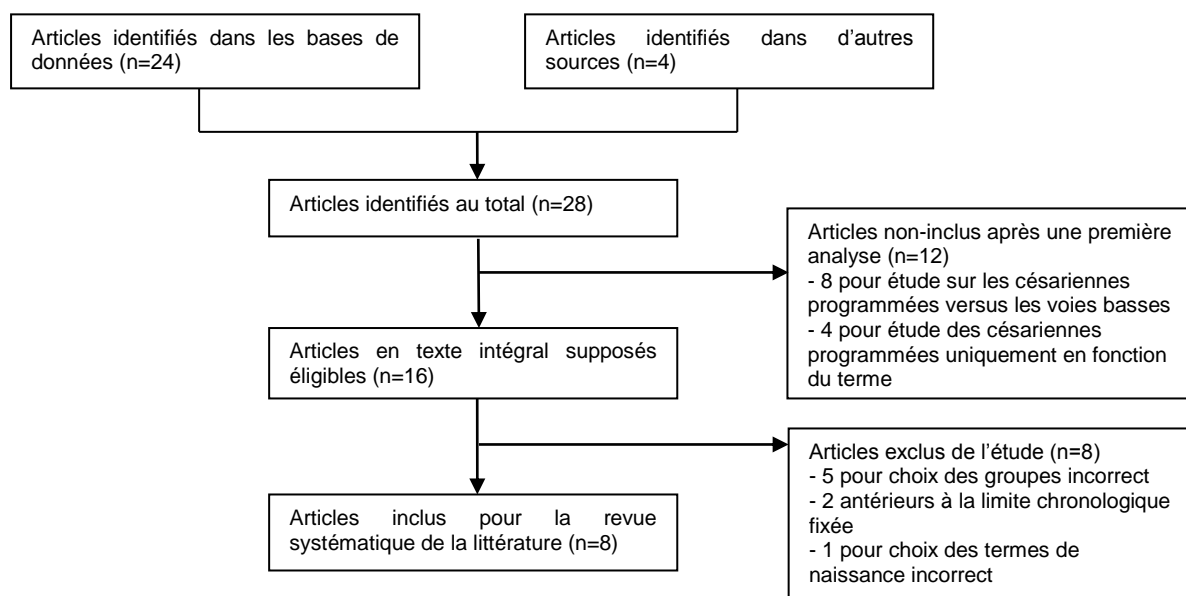 Articles identifiés dans les bases de
données (n=24)
Articles identifiés dans d’autres
sources (n=4)
Articles identifiés au total (n=28)
Articles non-inclus après une première
analyse (n=12)
- 8 pour étude sur les césariennes
programmées versus les voies basses
- 4 pour étude des césariennes
programmées uniquement en fonction
du terme
Articles en texte intégral supposés
éligibles (n=16)
Articles exclus de l’étude (n=8)
- 5 pour choix des groupes incorrect
- 2 antérieurs à la limite chronologique
fixée
- 1 pour choix des termes de
naissance incorrect
Articles inclus pour la revue
systématique de la littérature (n=8)